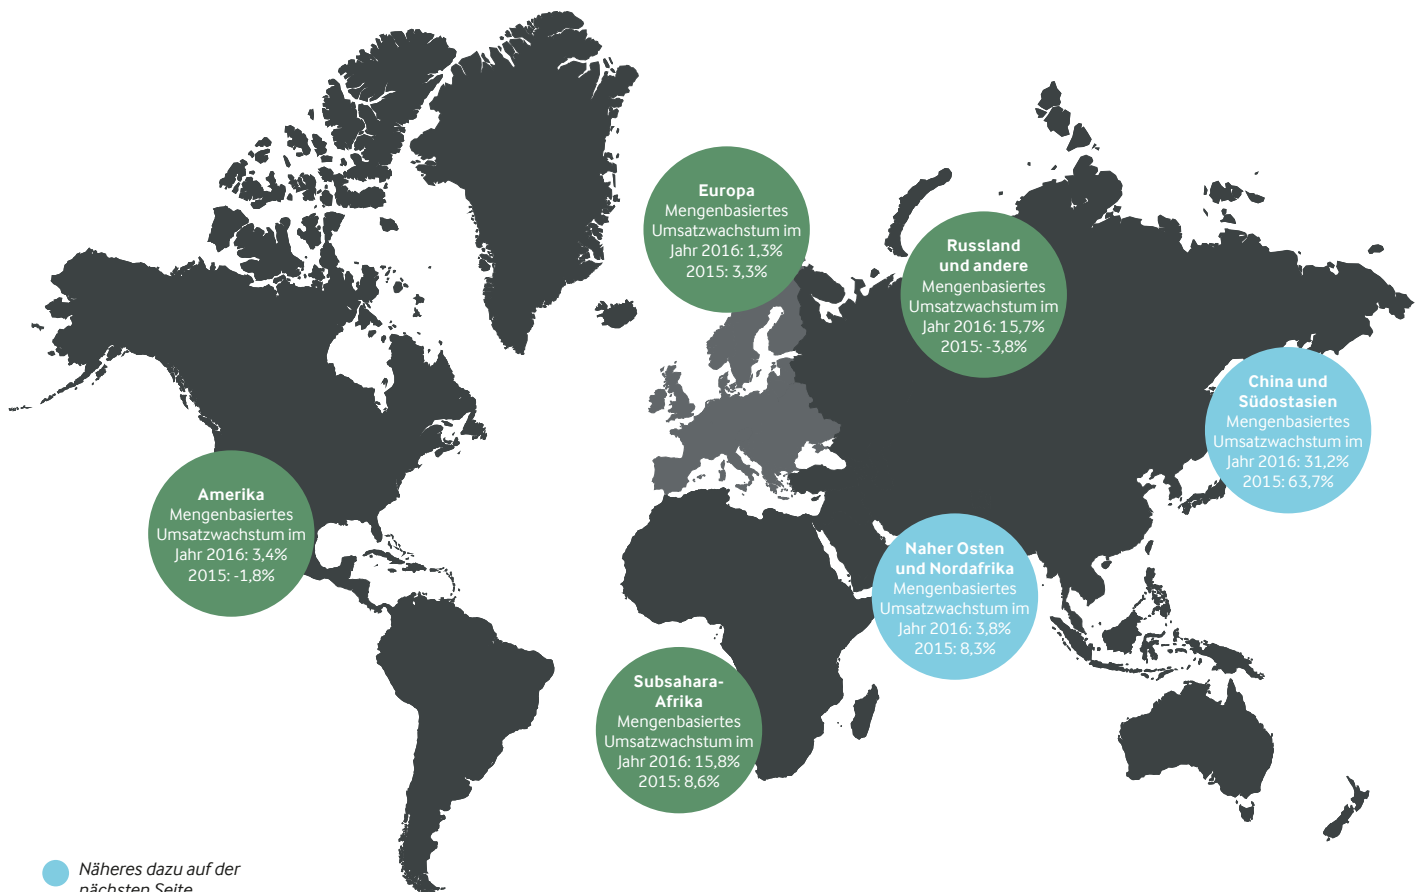 Europa
Mengenbasiertes
Umsatzwachstum im
Jahr 2016: 1,3%
2015: 3,3%
Russland
und andere
Mengenbasiertes
Umsatzwachstum im
Jahr 2016: 15,7%
2015: -3,8%
China und
Südostasien
Mengenbasiertes
Umsatzwachstum im
Jahr 2016: 31,2%
2015: 63,7%
Amerika
Mengenbasiertes
Umsatzwachstum im
Jahr 2016: 3,4%
2015: -1,8%
Naher Osten
und Nordafrika
Mengenbasiertes
Umsatzwachstum im
Jahr 2016: 3,8%
2015: 8,3%
Subsahara-
Afrika
Mengenbasiertes
Umsatzwachstum im
Jahr 2016: 15,8%
2015: 8,6%
Näheres dazu auf der
nächsten Seite